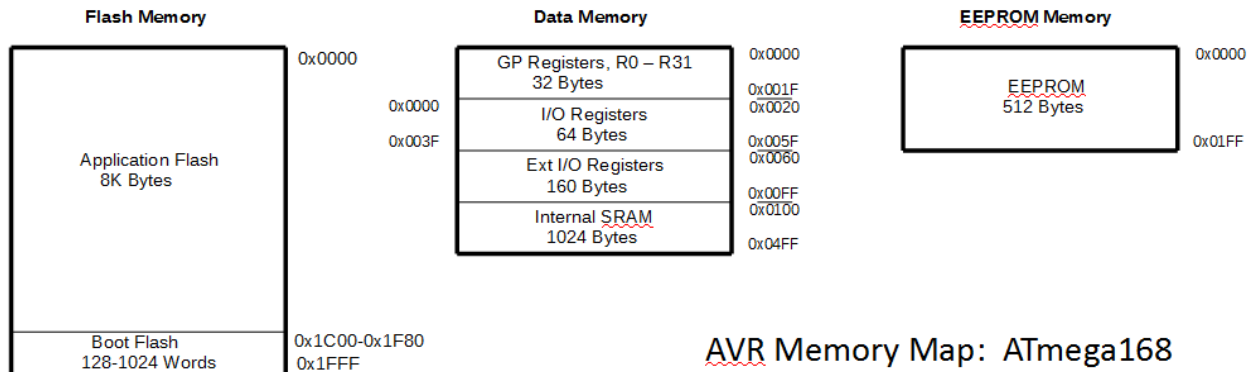 Flash Memory
0x0000
Application Flash
8K Bytes
Boot Flash
128-1024 Words
0x1C00-0x1F80
0x1FFF
Data Memory
GP Registers, R0 – R31
32 Bytes
0x0000
0x001F
0x0000
0x003F
I/O Registers
64 Bytes
0x0020
0x005F
Ext I/O Registers
160 Bytes
0x0060
0x00FF
Internal SRAM
1024 Bytes
0x0100
0x04FF
EEPROM Memory
EEPROM
512 Bytes
0x0000
0x01FF
AVR Memory Map: ATmega168